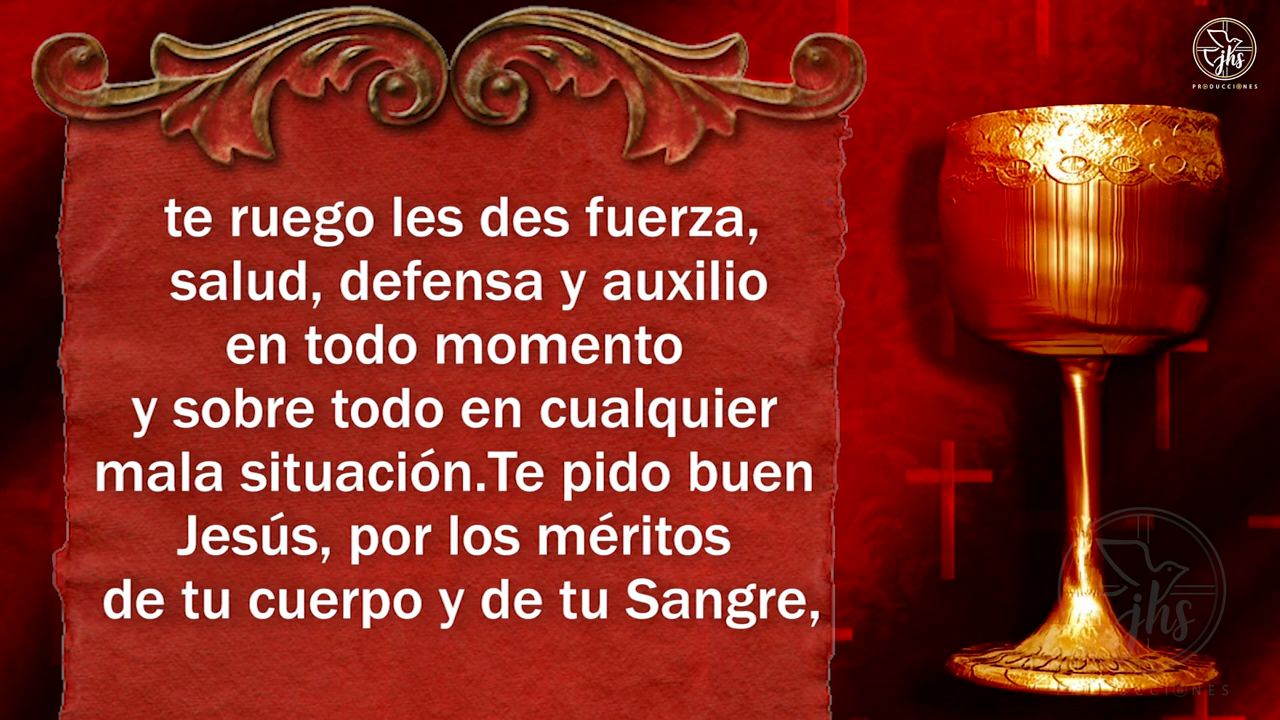 jhs
PRODUCCIONES
te ruego les des fuerza,
salud, defensa y auxilio
en todo momento
y sobre todo en cualquier
mala situación.Te pido buen
Jesús, por los méritos
de tu cuerpo y de tu Sangre,
jhs